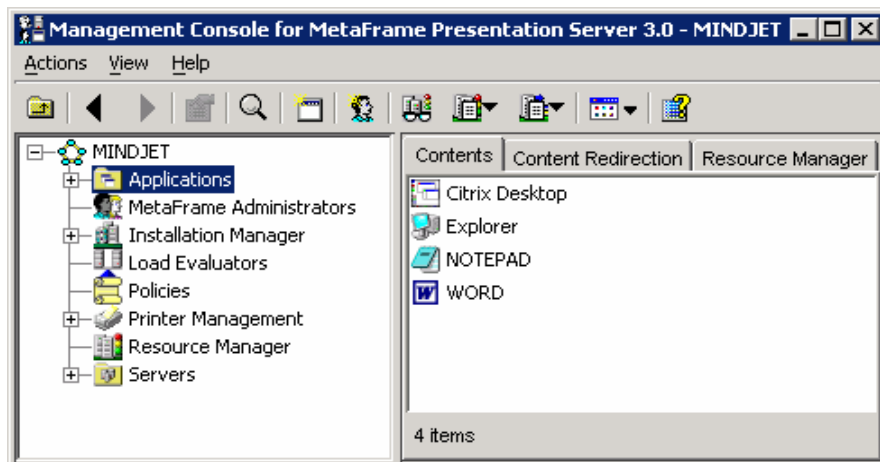 Management Console for MetaFrame Presentation Server 3.0 - MINDJET
Actions View Help
MINDJET
Applications
MetaFrame Administrators
Installation Manager
Load Evaluators
Policies
Printer Management
Resource Manager
Servers
Contents Content Redirection Resource Manager
Citrix Desktop
Explorer
NOTEPAD
WORD
4 items